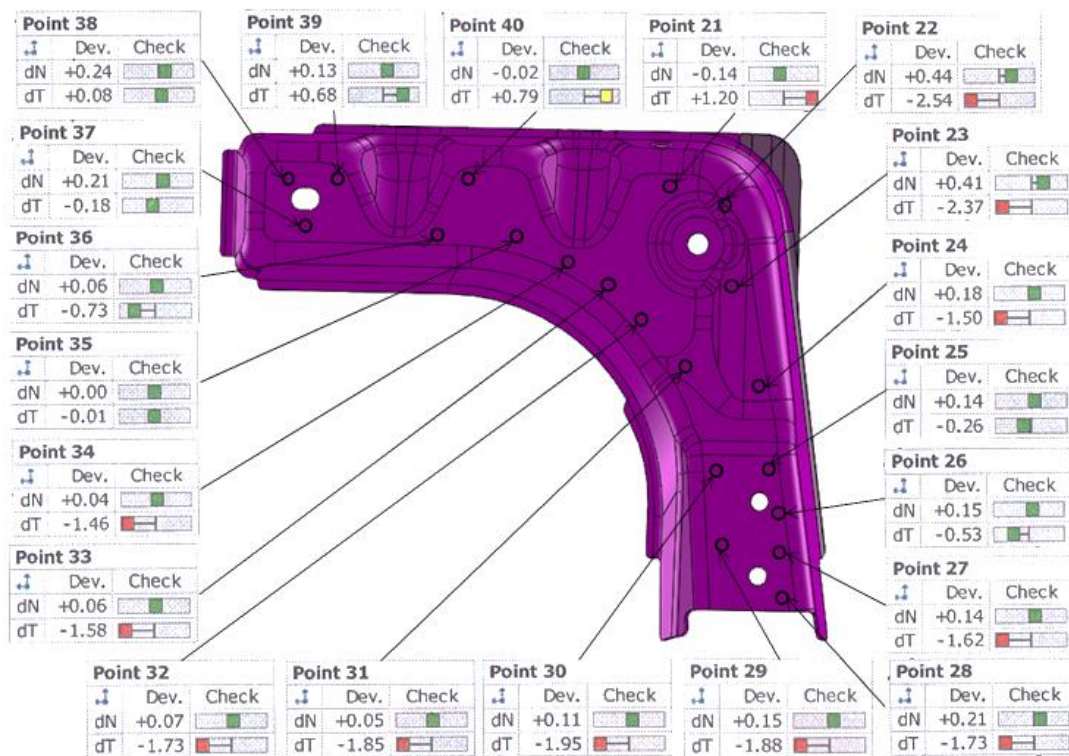 Point 38
Dev. Check
dN +0.24
dT +0.08
Point 39
Dev. Check
dN +0.13
dT +0.68
Point 40
Dev. Check
dN -0.02
dT +0.79
Point 21
Dev. Check
dN -0.14
dT +1.20
Point 22
Dev. Check
dN +0.44
dT -2.54
Point 37
Dev. Check
dN +0.21
dT -0.18
Point 23
Dev. Check
dN +0.41
dT -2.37
Point 36
Dev. Check
dN +0.06
dT -0.73
Point 24
Dev. Check
dN +0.18
dT -1.50
Point 35
Dev. Check
dN +0.00
dT -0.01
Point 25
Dev. Check
dN +0.14
dT -0.26
Point 34
Dev. Check
dN +0.04
dT -1.46
Point 26
Dev. Check
dN +0.15
dT -0.53
Point 33
Dev. Check
dN +0.06
dT -1.58
Point 27
Dev. Check
dN +0.14
dT -1.62
Point 32
Dev. Check
dN +0.07
dT -1.73
Point 31
Dev. Check
dN +0.05
dT -1.85
Point 30
Dev. Check
dN +0.11
dT -1.95
Point 29
Dev. Check
dN +0.15
dT -1.88
Point 28
Dev. Check
dN +0.21
dT -1.73